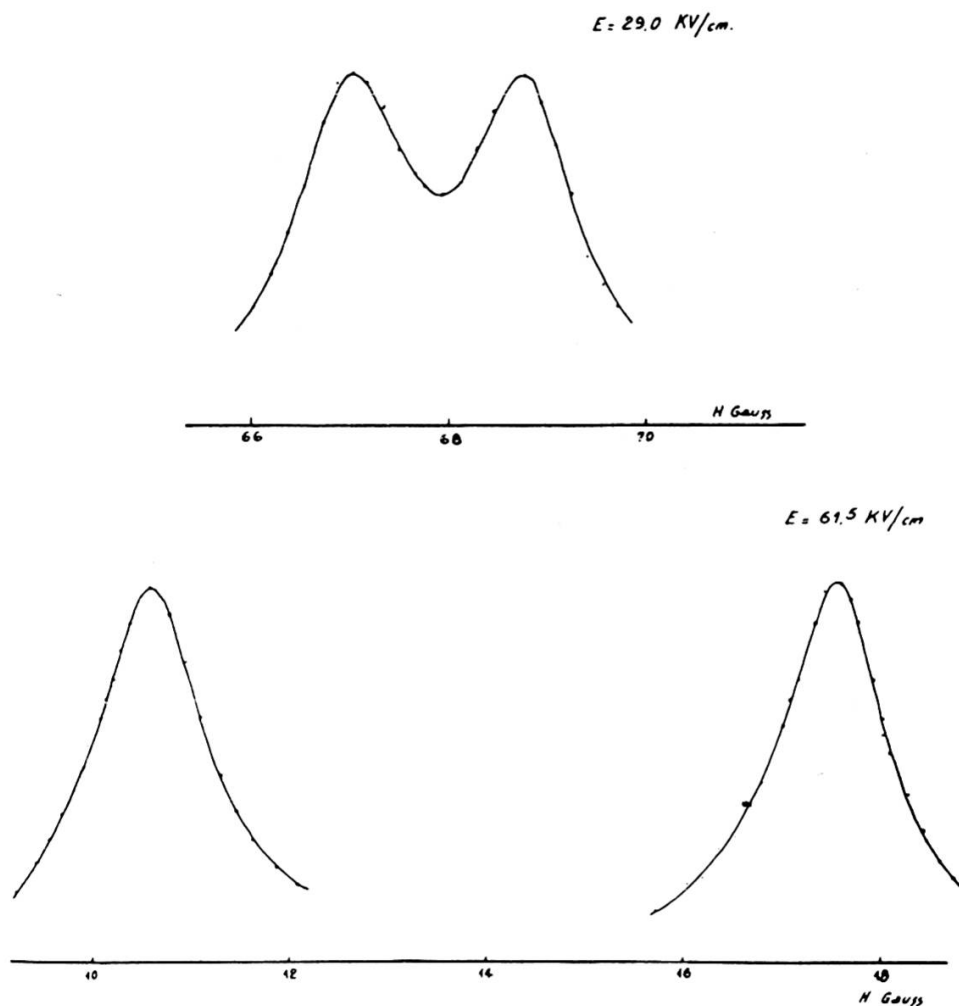 E = 29.0 KV/cm.
H Gauss
66 68 70
E = 61.5 KV/cm
10 12 14 16 18
H Gauss